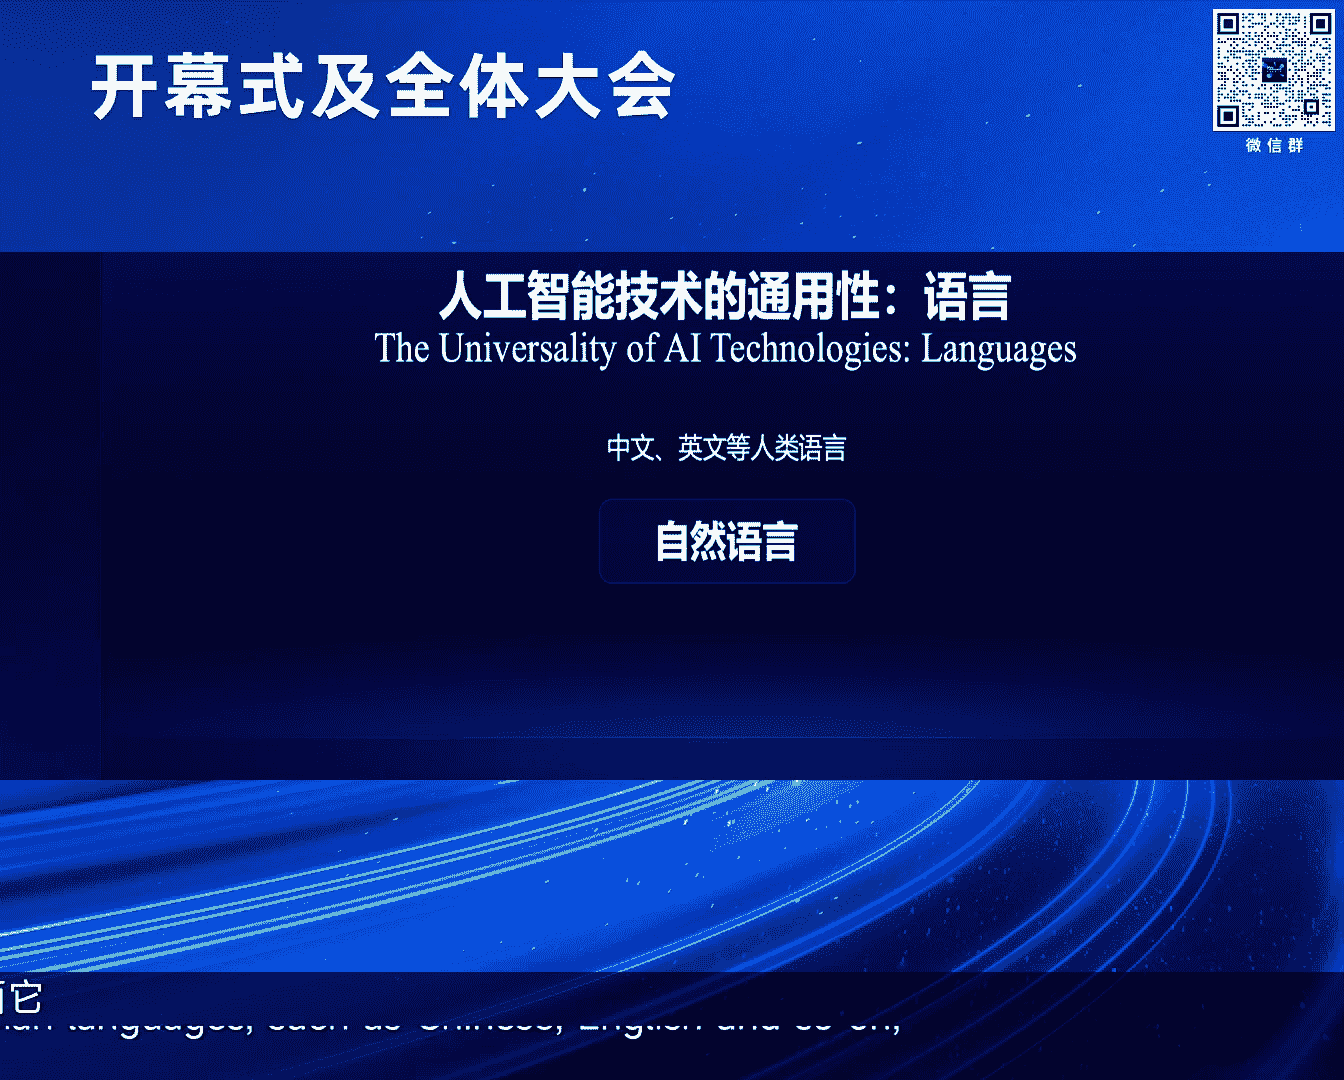 开幕式及全体大会
微信群
人工智能技术的通用性：语言
The Universality of AI Technologies: Languages
中文、英文等人类语言
自然语言
它
languages, such as Chinese, English and so on,